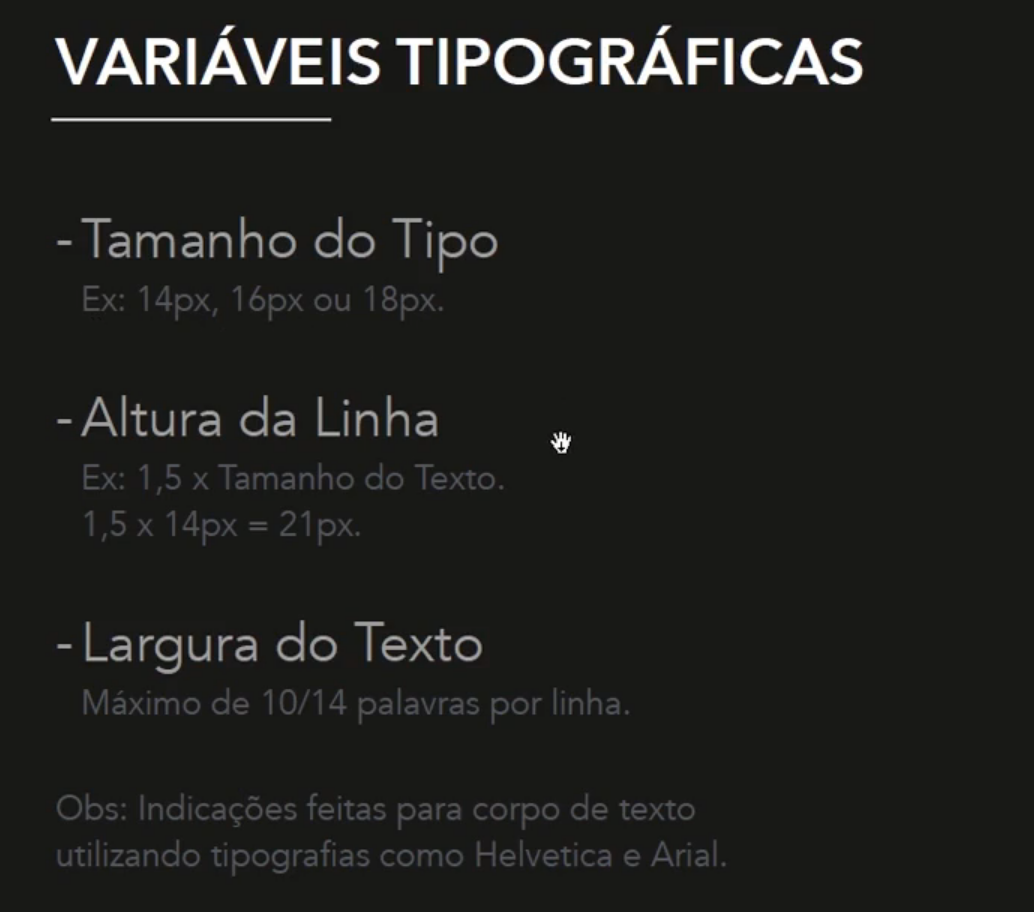 VARIÁVEIS TIPOGRÁFICAS
- Tamanho do Tipo
Ex: 14px, 16px ou 18px.
- Altura da Linha
Ex: 1,5 x Tamanho do Texto.
1,5 x 14px = 21px.
- Largura do Texto
Máximo de 10/14 palavras por linha.
Obs: Indicações feitas para corpo de texto
utilizando tipografias como Helvetica e Arial.